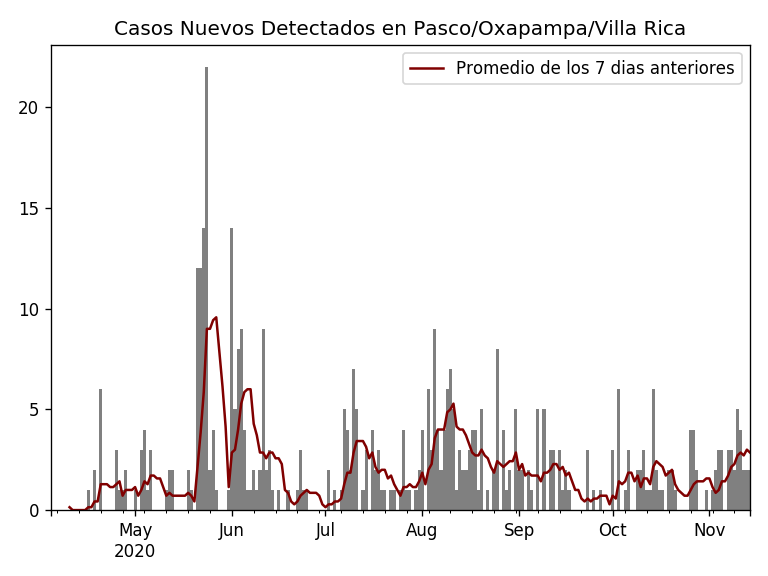 Casos Nuevos Detectados en Pasco/Oxapampa/Villa Rica
Promedio de los 7 dias anteriores
20
15
10
5
0
May Jun Jul Aug Sep Oct Nov
2020